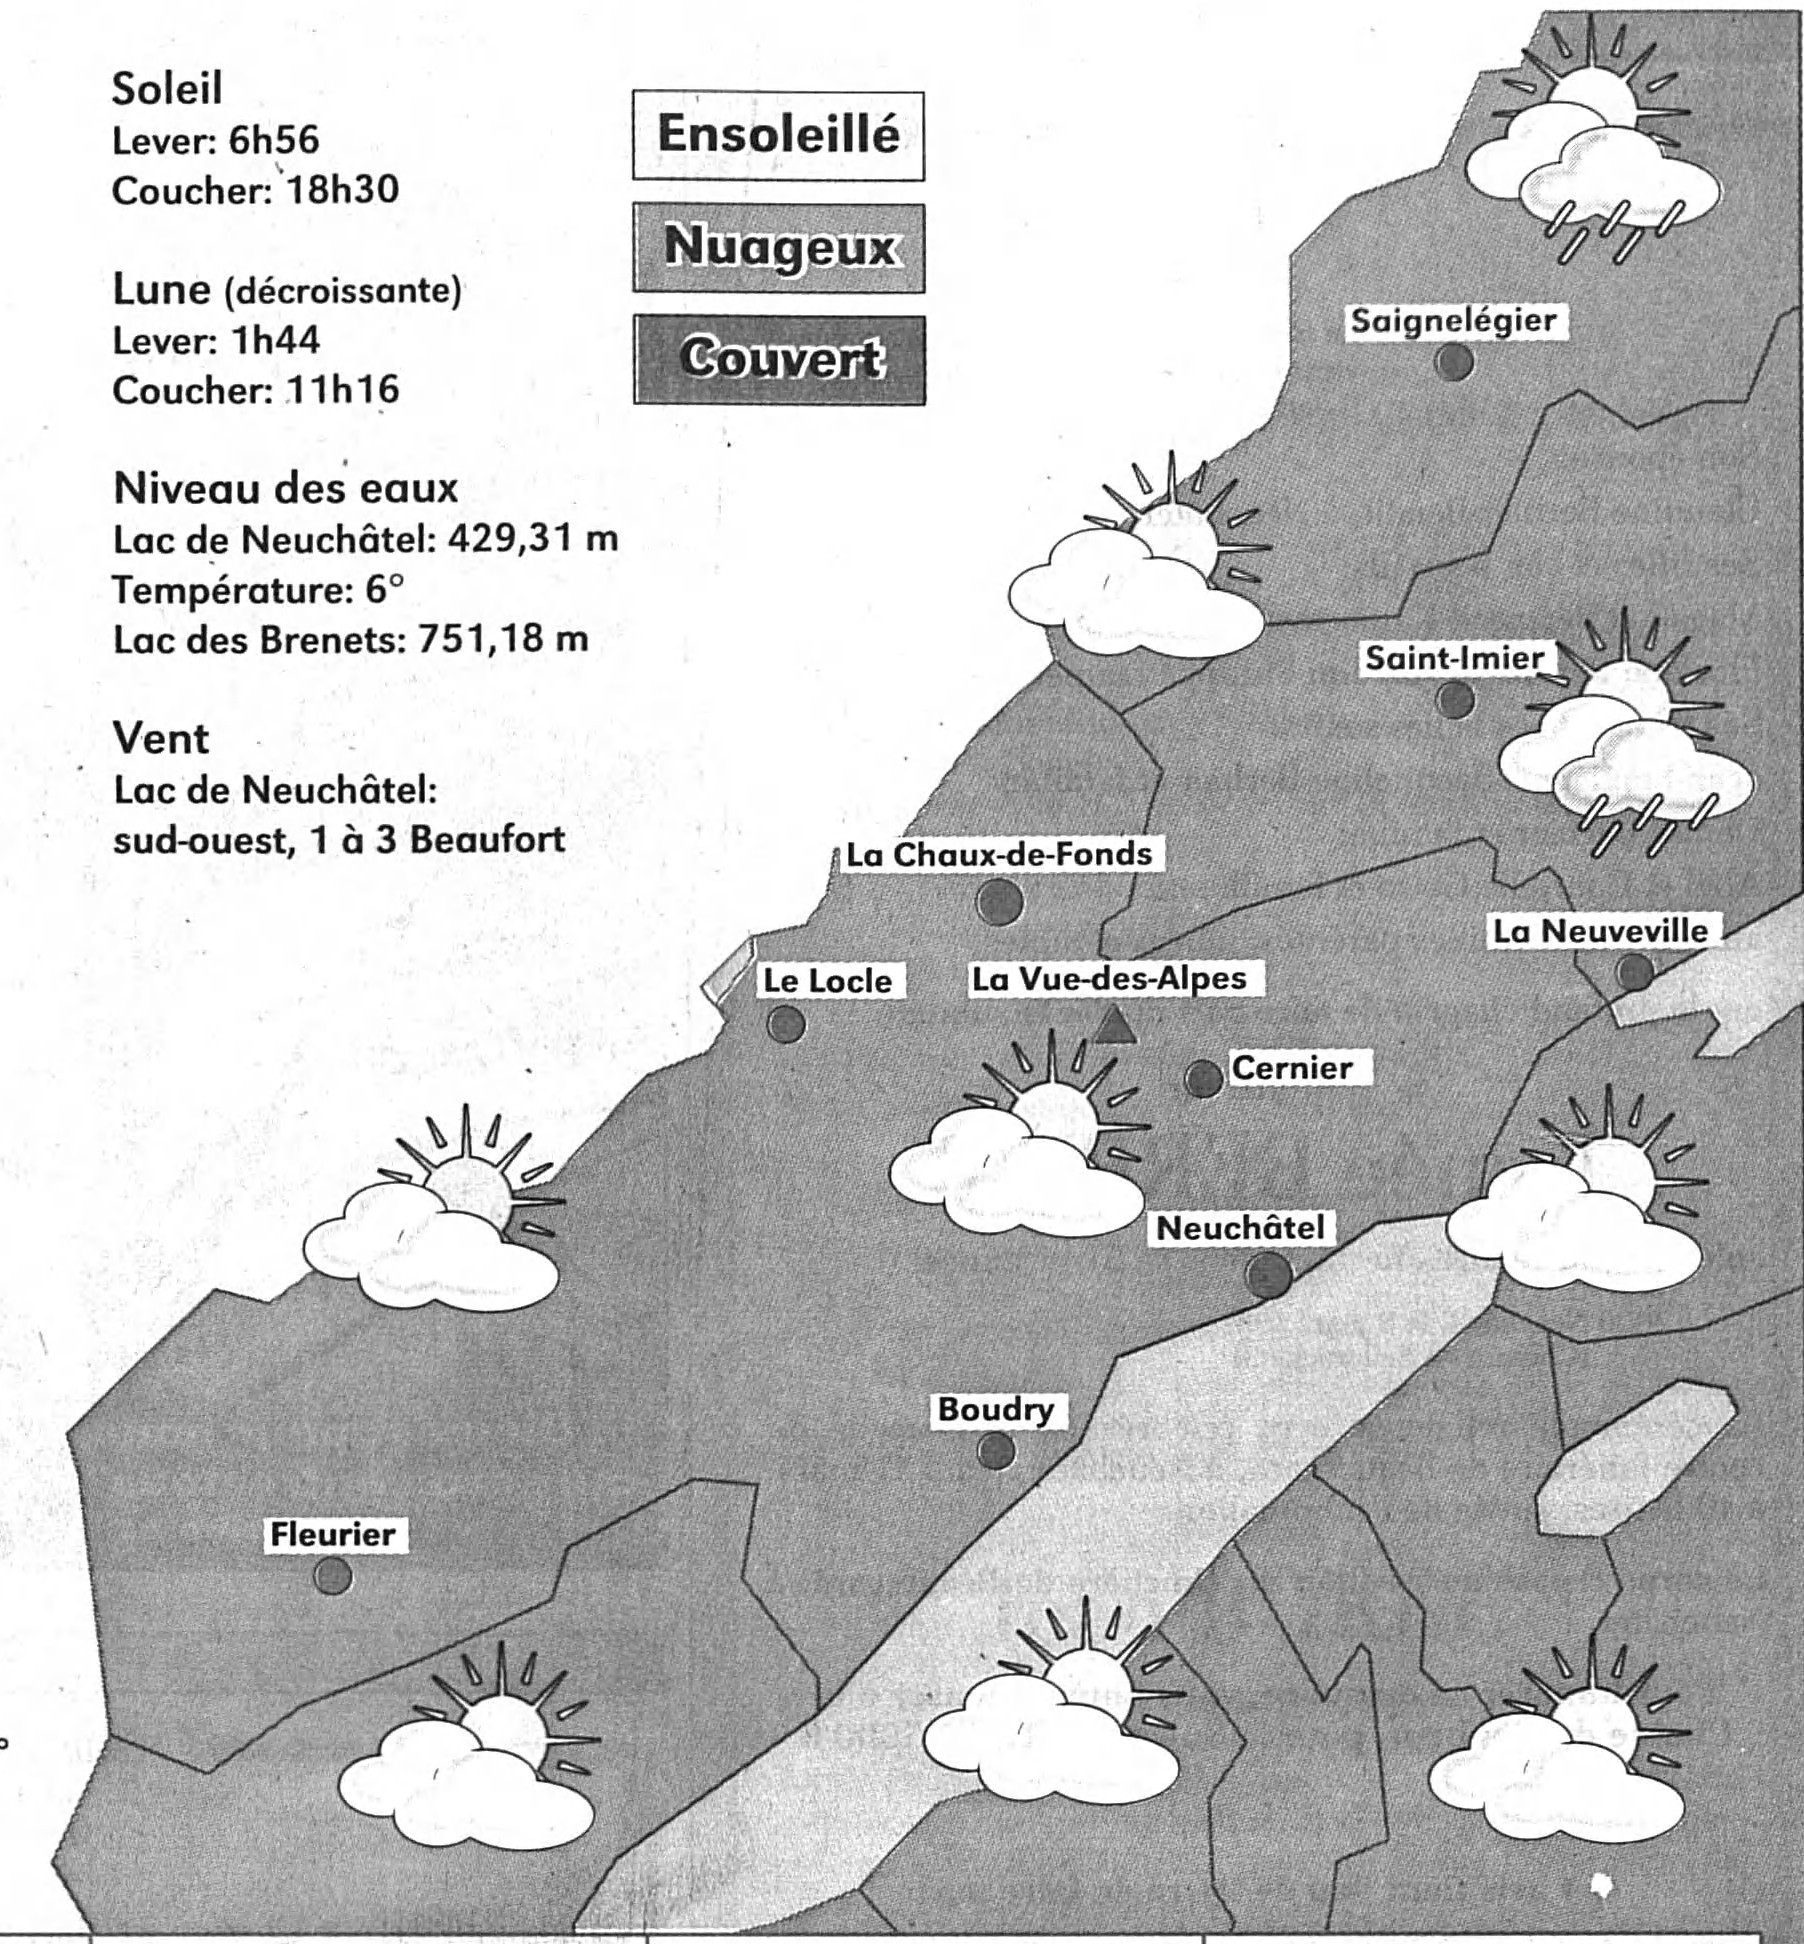 Soleil
Lever: 6h56
Coucher: 18h30
Lune (décroissante)
Lever: 1h44
Coucher: 11h16
Niveau des eaux
Lac de Neuchâtel: 429,31 m
Température: 6°
Lac des Brenets: 751,18 m
Vent
Lac de Neuchâtel:
sud-ouest, 1 à 3 Beaufort
Ensoleillé
Nuageux
Couvert
Saignelégier
Saint-Imier
La Chaux-de-Fonds
La Neuveville
Le Locle
La Vue-des-Alpes
Cernier
Neuchâtel
Boudry
Fleurier